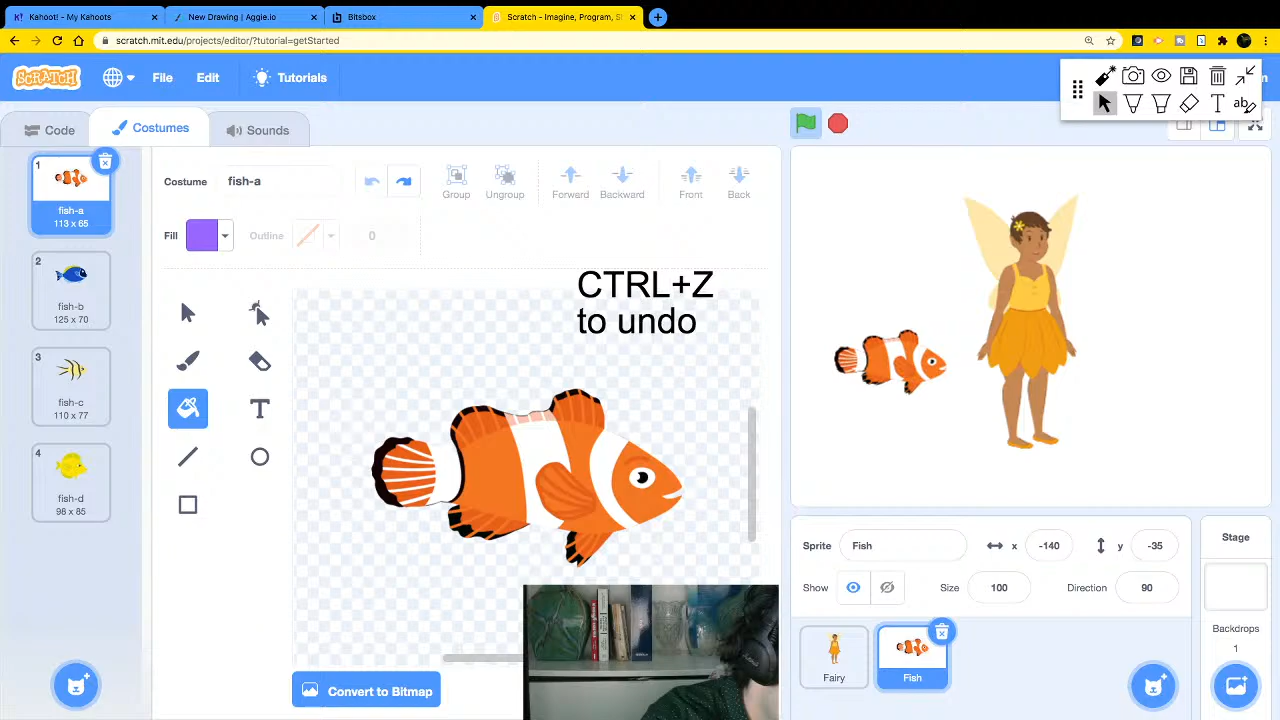 Kahoot! - My Kahoots
New Drawing | Aggie.io
Bitsbox
Scratch - Imagine, Program, S
scratch.mit.edu/projects/editor/?tutorial=getStarted
SCRATCH
File
Edit
Tutorials
Code
Costumes
Sounds
1
fish-a
113 x 65
2
fish-b
125 x 70
3
fish-c
110 x 77
4
fish-d
98 x 85
Costume
fish-a
Group
Ungroup
Forward
Backward
Front
Back
Fill
Outline
0
CTRL+Z
to undo
T
Convert to Bitmap
T
ab
Sprite
Fish
x
-140
y
-35
Show
Size
100
Direction
90
Fairy
Fish
Stage
Backdrops
1